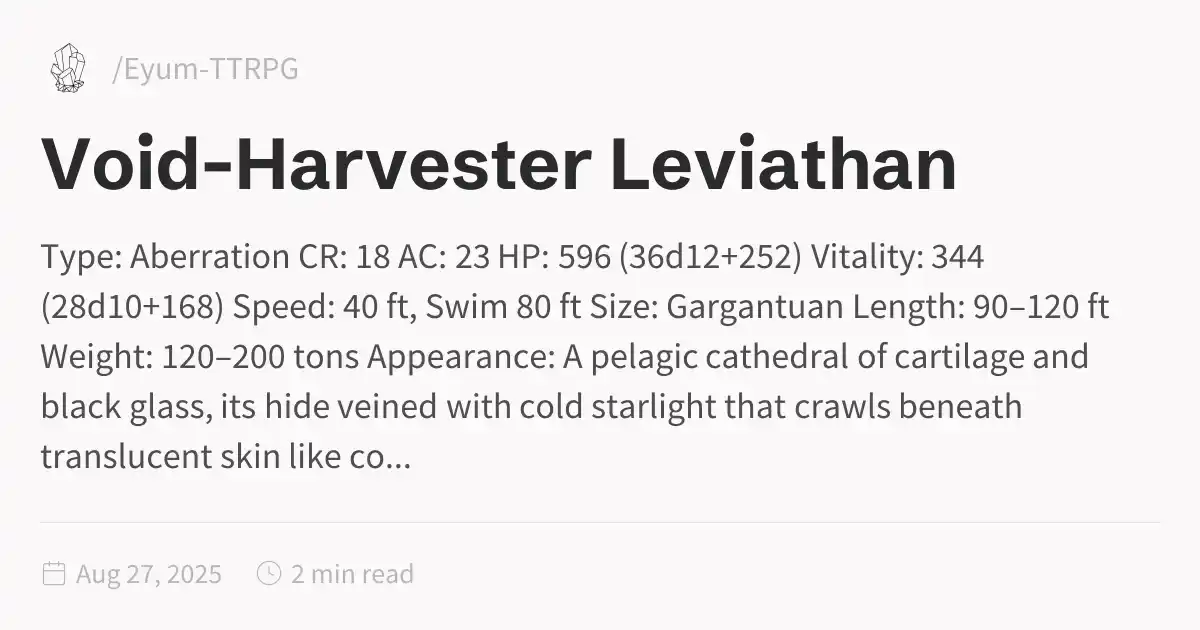 /Eyum-TTRPG
Void-Harvester Leviathan
Type: Aberration CR: 18 AC: 23 HP: 596 (36d12+252) Vitality: 344
(28d10+168) Speed: 40 ft, Swim 80 ft Size: Gargantuan Length: 90–120 ft
Weight: 120–200 tons Appearance: A pelagic cathedral of cartilage and
black glass, its hide veined with cold starlight that crawls beneath
translucent skin like co...
Aug 27, 2025 2 min read